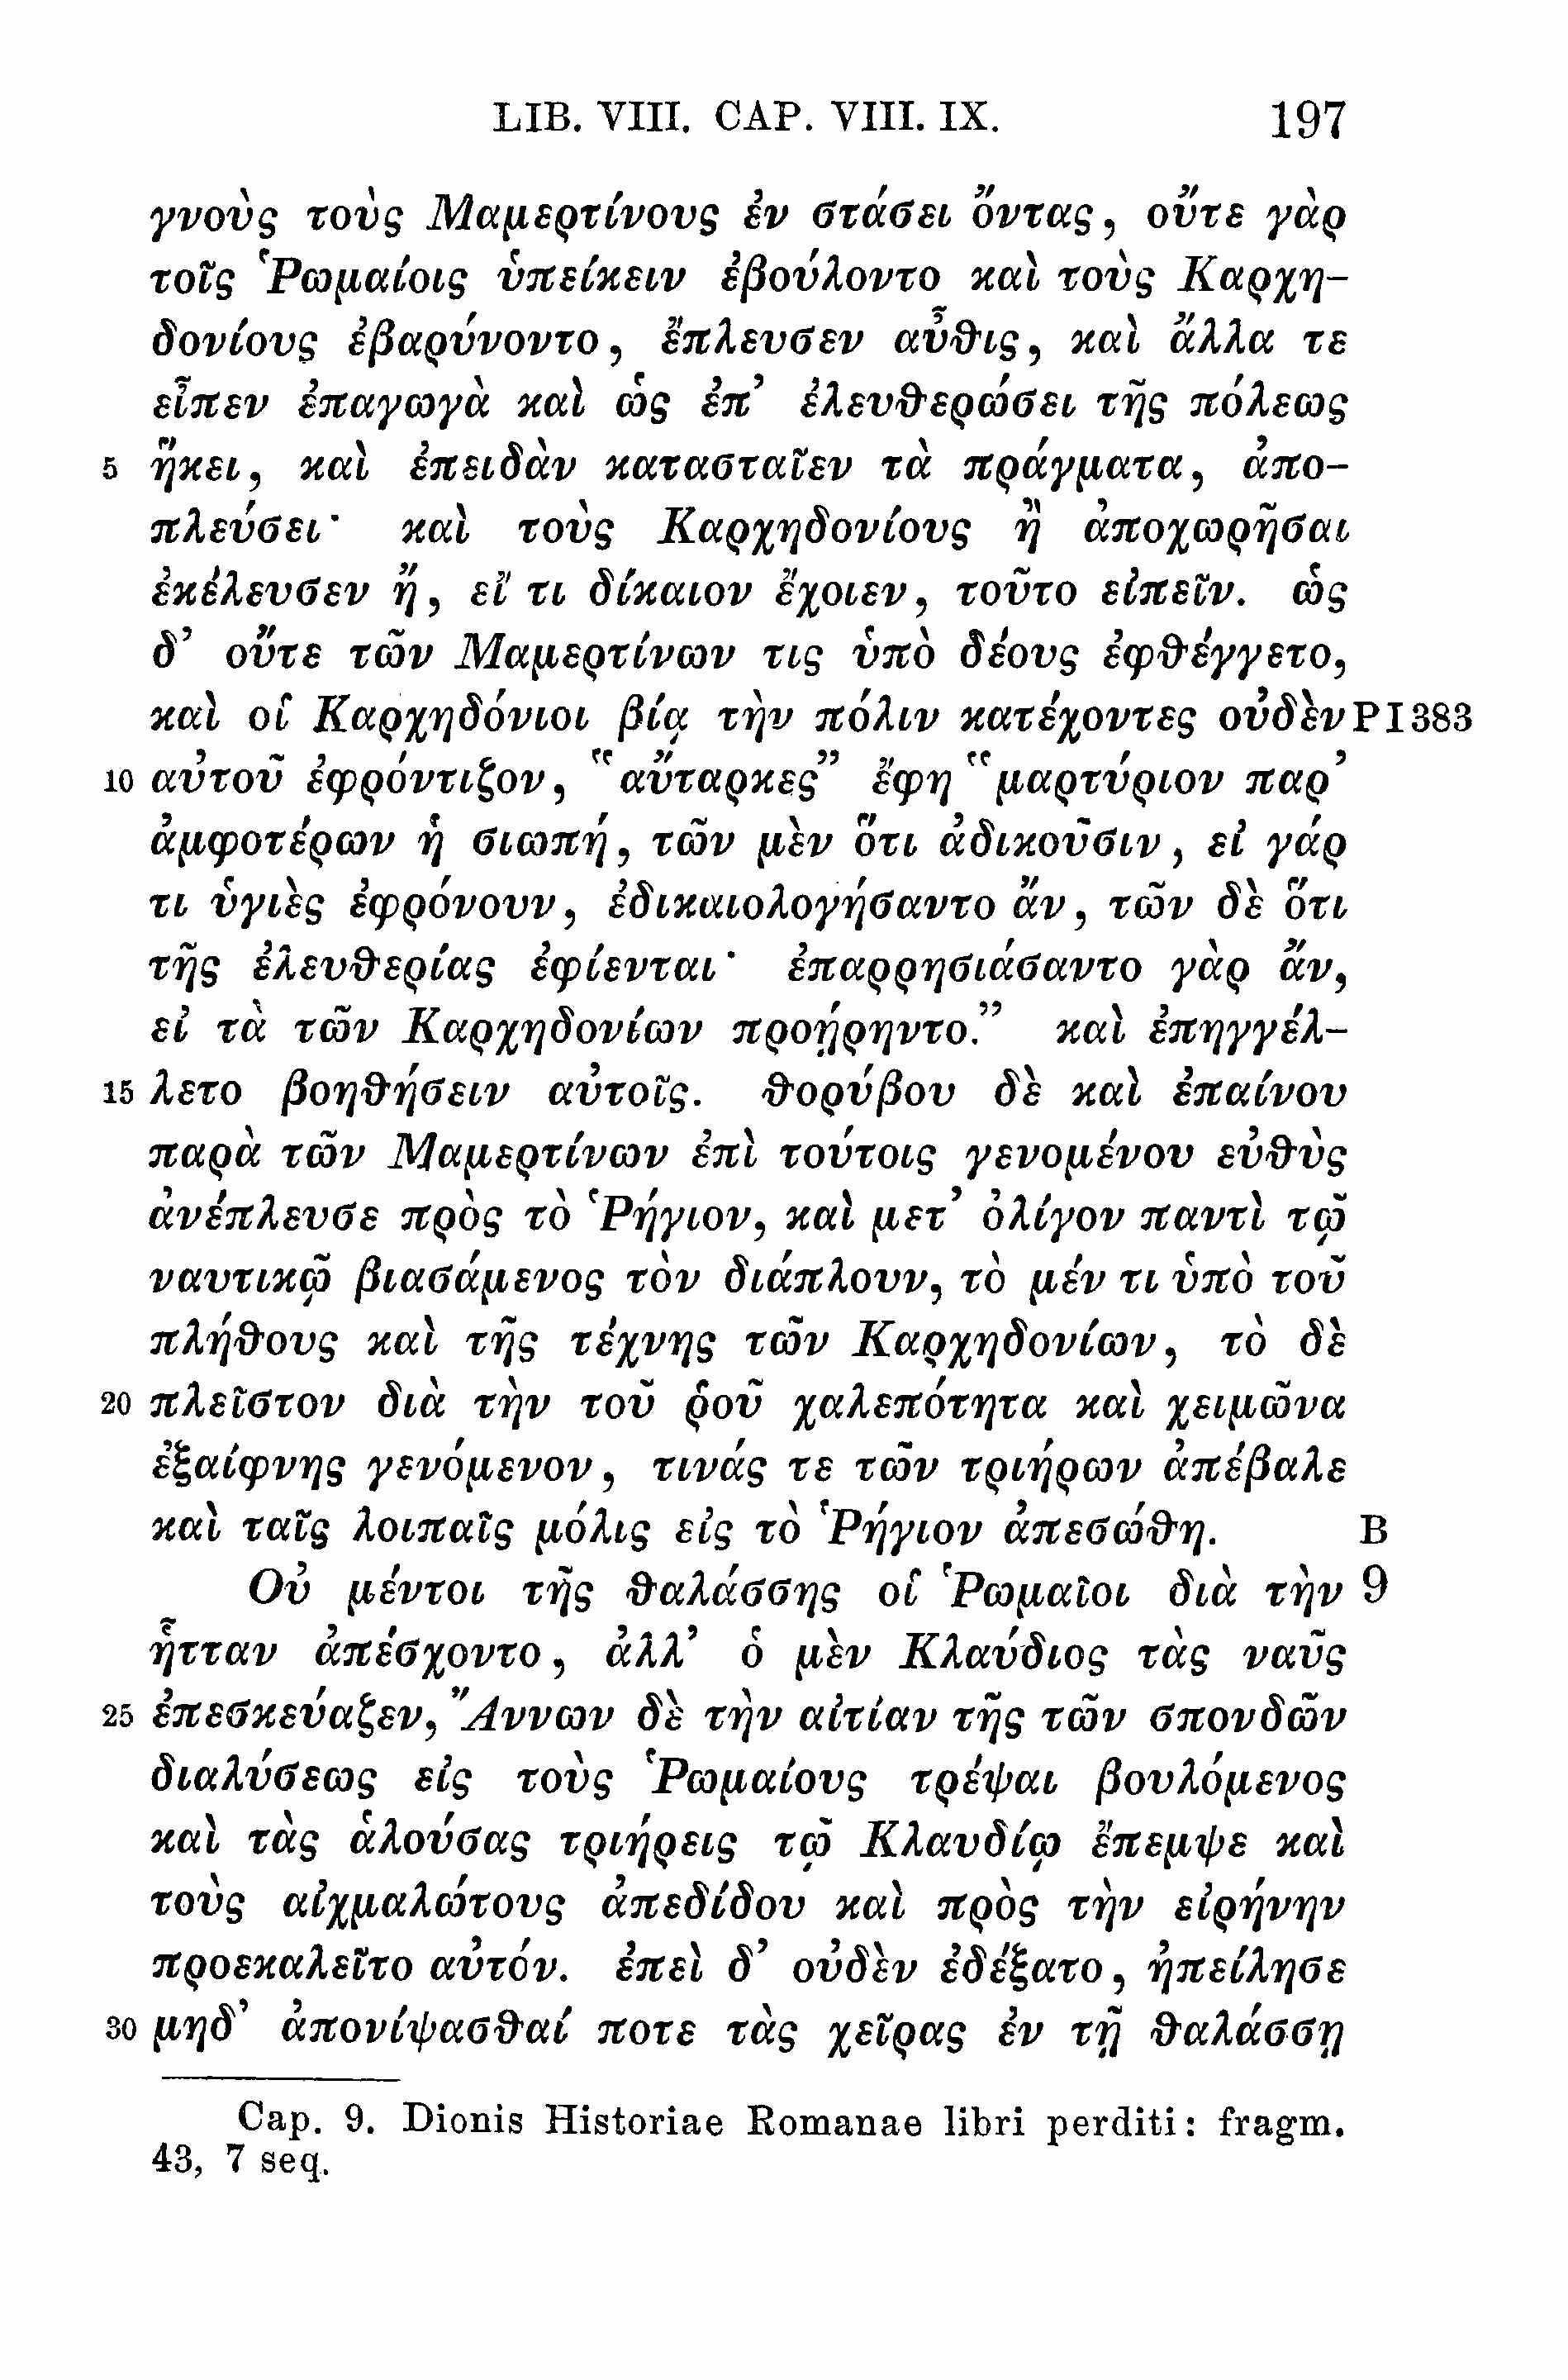 LIB. VIII. CAP. VIII. IX. 197
γνοὺς τοὺς Μαμερτίνους ἐν στάσει ὄντας, οὔτε γὰρ
τοῖς Ῥωμαίοις ὑπείκειν ἐβούλοντο καὶ τοὺς Καρχη-
δονίους ἐβαρύνοντο, ἔπλευσεν αὖθις, καὶ ἄλλα τε
εἶπεν ἐπαγωγὰ καὶ ὡς ἐπ’ ἐλευθερώσει τῆς πόλεως
5 ἥκει, καὶ ἐπειδὰν κατασταῖεν τὰ πράγματα, ἀπο-
πλεύσει· καὶ τοὺς Καρχηδονίους ἢ ἀποχωρῆσαι
ἐκέλευσεν ἤ, εἴ τι δίκαιον ἔχοιεν, τοῦτο εἰπεῖν. ὡς
δ’ οὔτε τῶν Μαμερτίνων τις ὑπὸ δέους ἐφθέγγετο,
καὶ οἱ Καρχηδόνιοι βίᾳ τὴν πόλιν κατέχοντες οὐδὲν P I 383
10 αὐτοῦ ἐφρόντιζον, “αὔταρκες” ἔφη “μαρτύριον παρ’
ἀμφοτέρων ἡ σιωπή, τῶν μὲν ὅτι ἀδικοῦσιν, εἰ γάρ
τι ὑγιὲς ἐφρόνουν, ἐδικαιολογήσαντο ἄν, τῶν δὲ ὅτι
τῆς ἐλευθερίας ἐφίενται· ἐπαρρησιάσαντο γὰρ ἄν,
εἰ τὰ τῶν Καρχηδονίων προῄρηντο.” καὶ ἐπηγγέλ-
15 λετο βοηθήσειν αὐτοῖς. θορύβου δὲ καὶ ἐπαίνου
παρὰ τῶν Μαμερτίνων ἐπὶ τούτοις γενομένου εὐθὺς
ἀνέπλευσε πρὸς τὸ Ῥήγιον, καὶ μετ’ ὀλίγον παντὶ τῷ
ναυτικῷ βιασάμενος τὸν διάπλουν, τὸ μέν τι ὑπὸ τοῦ
πλήθους καὶ τῆς τέχνης τῶν Καρχηδονίων, τὸ δὲ
20 πλεῖστον διὰ τὴν τοῦ ῥοῦ χαλεπότητα καὶ χειμῶνα
ἐξαίφνης γενόμενον, τινάς τε τῶν τριήρων ἀπέβαλε
καὶ ταῖς λοιπαῖς μόλις εἰς τὸ Ῥήγιον ἀπεσώθη. B
Οὐ μέντοι τῆς θαλάσσης οἱ Ῥωμαῖοι διὰ τὴν 9
ἧτταν ἀπέσχοντο, ἀλλ’ ὁ μὲν Κλαύδιος τὰς ναῦς
25 ἐπεσκεύαζεν, Ἄννων δὲ τὴν αἰτίαν τῆς τῶν σπονδῶν
διαλύσεως εἰς τοὺς Ῥωμαίους τρέψαι βουλόμενος
καὶ τὰς ἁλούσας τριήρεις τῷ Κλαυδίῳ ἔπεμψε καὶ
τοὺς αἰχμαλώτους ἀπεδίδου καὶ πρὸς τὴν εἰρήνην
προεκαλεῖτο αὐτόν. ἐπεὶ δ’ οὐδὲν ἐδέξατο, ἠπείλησε
30 μηδ’ ἀπονίψασθαί ποτε τὰς χεῖρας ἐν τῇ θαλάσσῃ
Cap. 9. Dionis Historiae Romanae libri perditi: fragm.
43, 7 seq.